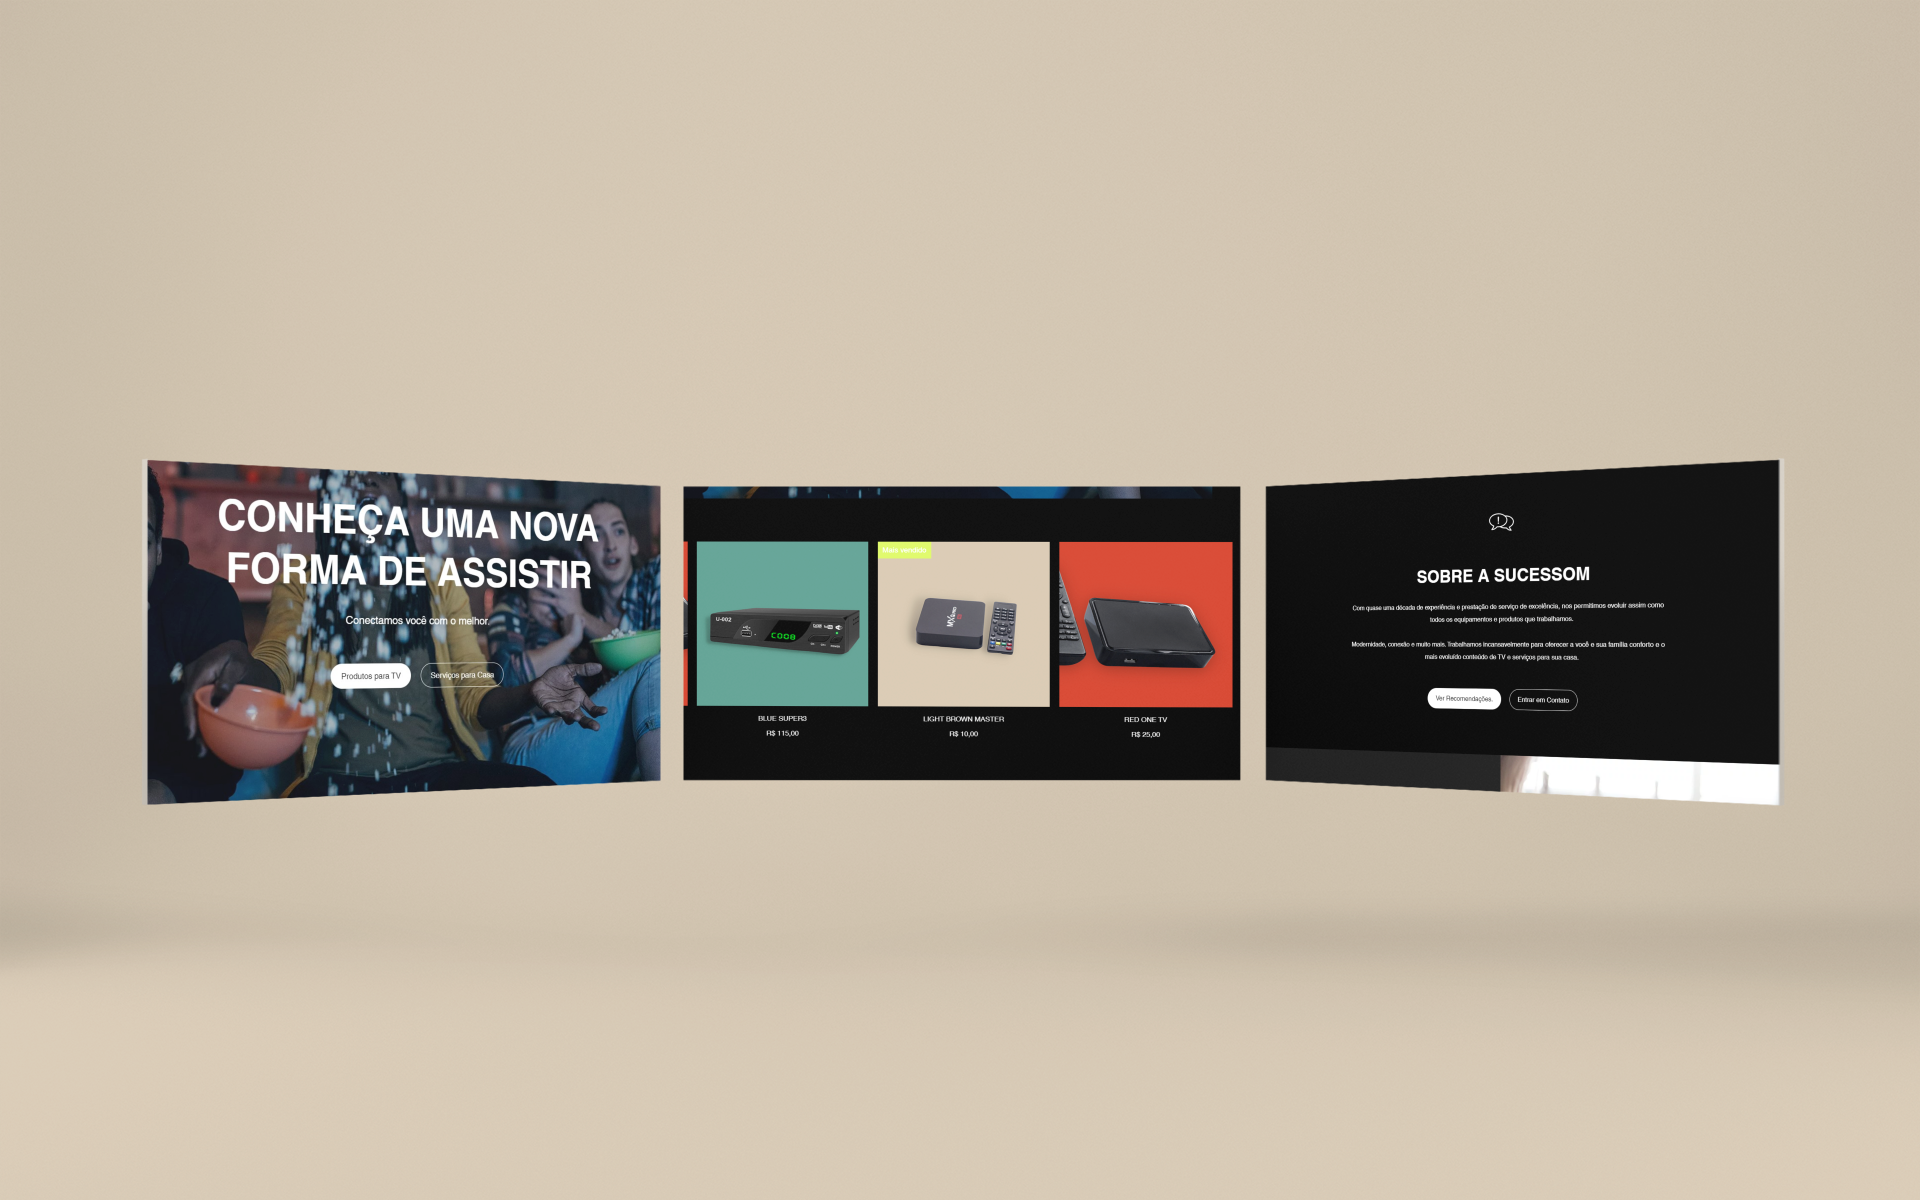 CONHEÇA UMA NOVA
FORMA DE ASSISTIR
Conectamos você com o melhor.
Produtos para TV
Serviços para Casa
U-002
C008
BLUE SUPER3
R$ 115,00
Mais vendido
MXQ
LIGHT BROWN MASTER
R$ 10,00
RED ONE TV
R$ 25,00
SOBRE A SUCESSOM
Com quase uma década de experiência e prestação de serviço de excelência, nos permitimos evoluir assim como
todos os equipamentos e produtos que trabalhamos.
Modernidade, conexão e muito mais. Trabalhamos incansavelmente para oferecer a você e sua família conforto e o
mais evoluído conteúdo de TV e serviços para sua casa.
Ver Recomendações.
Entrar em Contato